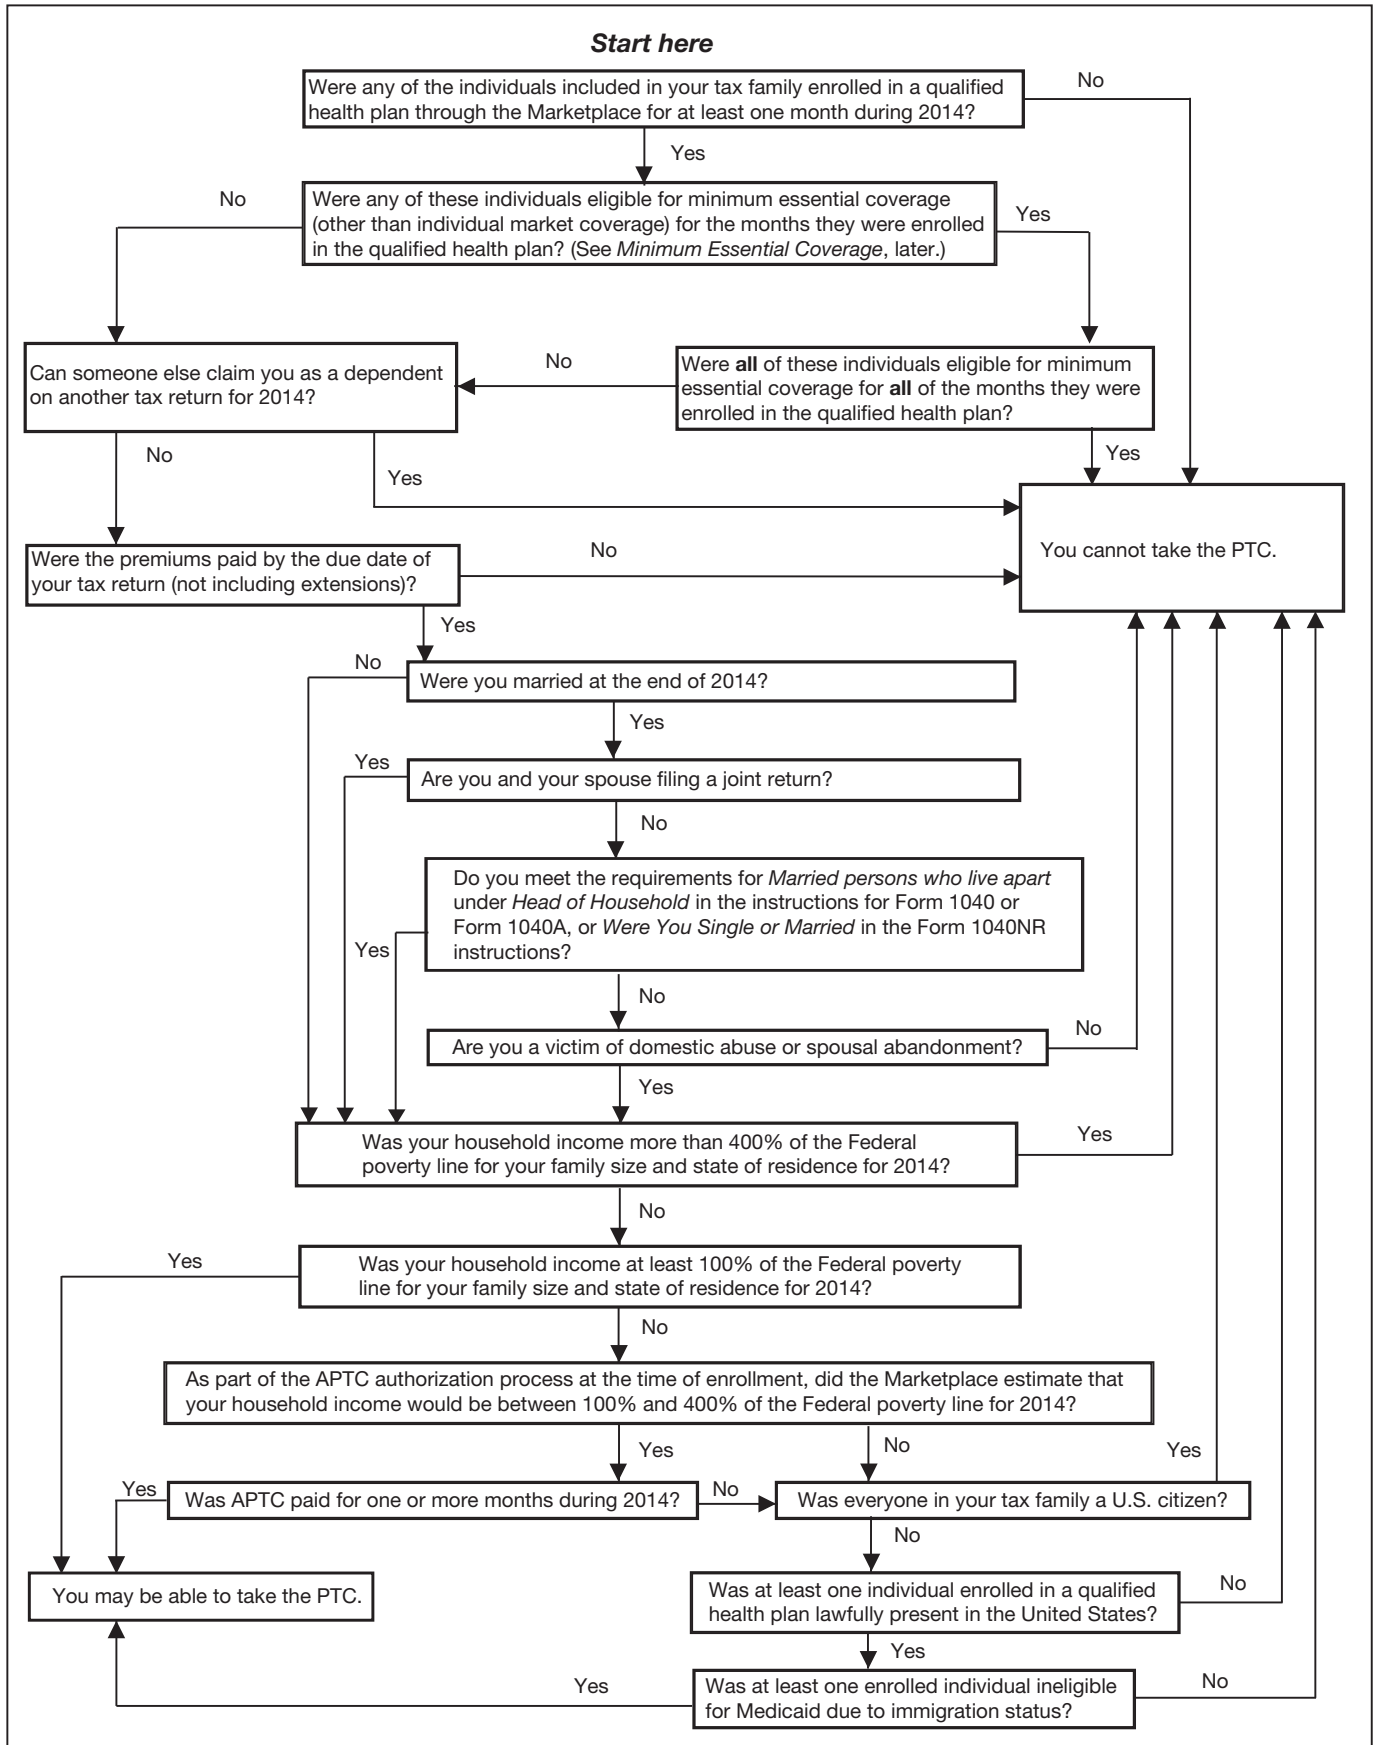 Start here
Were any of the individuals included in your tax family enrolled in a qualified
health plan through the Marketplace for at least one month during 2014?
No
Yes
Were any of these individuals eligible for minimum essential coverage
(other than individual market coverage) for the months they were enrolled
in the qualified health plan? (See Minimum Essential Coverage, later.)
No
Yes
Can someone else claim you as a dependent
on another tax return for 2014?
No
Were all of these individuals eligible for minimum
essential coverage for all of the months they were
enrolled in the qualified health plan?
No
Yes
Yes
You cannot take the PTC.
Were the premiums paid by the due date of
your tax return (not including extensions)?
No
Yes
No
Were you married at the end of 2014?
Yes
Yes
Are you and your spouse filing a joint return?
No
Do you meet the requirements for Married persons who live apart
under Head of Household in the instructions for Form 1040 or
Form 1040A, or Were You Single or Married in the Form 1040NR
instructions?
Yes
No
Are you a victim of domestic abuse or spousal abandonment?
No
Yes
Was your household income more than 400% of the Federal
poverty line for your family size and state of residence for 2014?
Yes
No
Yes
Was your household income at least 100% of the Federal poverty
line for your family size and state of residence for 2014?
No
As part of the APTC authorization process at the time of enrollment, did the Marketplace estimate that
your household income would be between 100% and 400% of the Federal poverty line for 2014?
Yes
No
Yes
Yes
Was APTC paid for one or more months during 2014?
No
Was everyone in your tax family a U.S. citizen?
No
You may be able to take the PTC.
Was at least one individual enrolled in a qualified
health plan lawfully present in the United States?
No
Yes
Yes
Was at least one enrolled individual ineligible
for Medicaid due to immigration status?
No